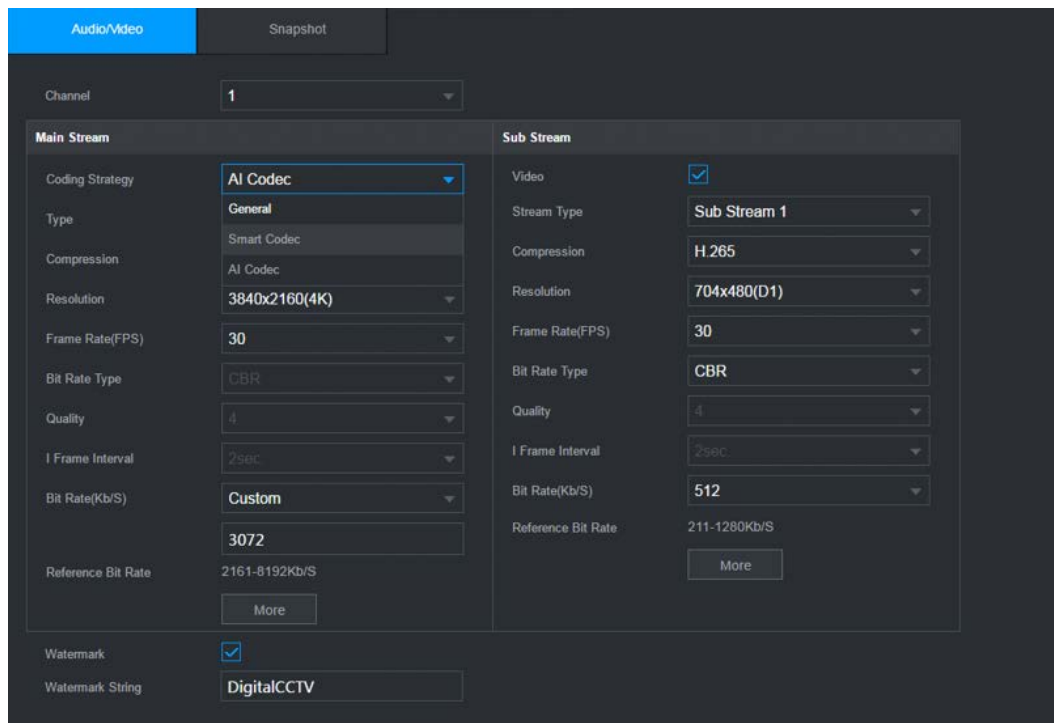 Audio/Video Snapshot
Channel 1
Main Stream
Coding Strategy AI Codec
General
Type
Smart Codec
Compression
AI Codec
Resolution 3840x2160(4K)
Frame Rate(FPS) 30
Bit Rate Type CBR
Quality 4
I Frame Interval 2sec.
Bit Rate(Kb/S) Custom
3072
Reference Bit Rate 2161-8192Kb/S
More
Sub Stream
Video
Stream Type Sub Stream 1
Compression H.265
Resolution 704x480(D1)
Frame Rate(FPS) 30
Bit Rate Type CBR
Quality 4
I Frame Interval 2sec.
Bit Rate(Kb/S) 512
Reference Bit Rate 211-1280Kb/S
More
Watermark
Watermark String DigitalCCTV